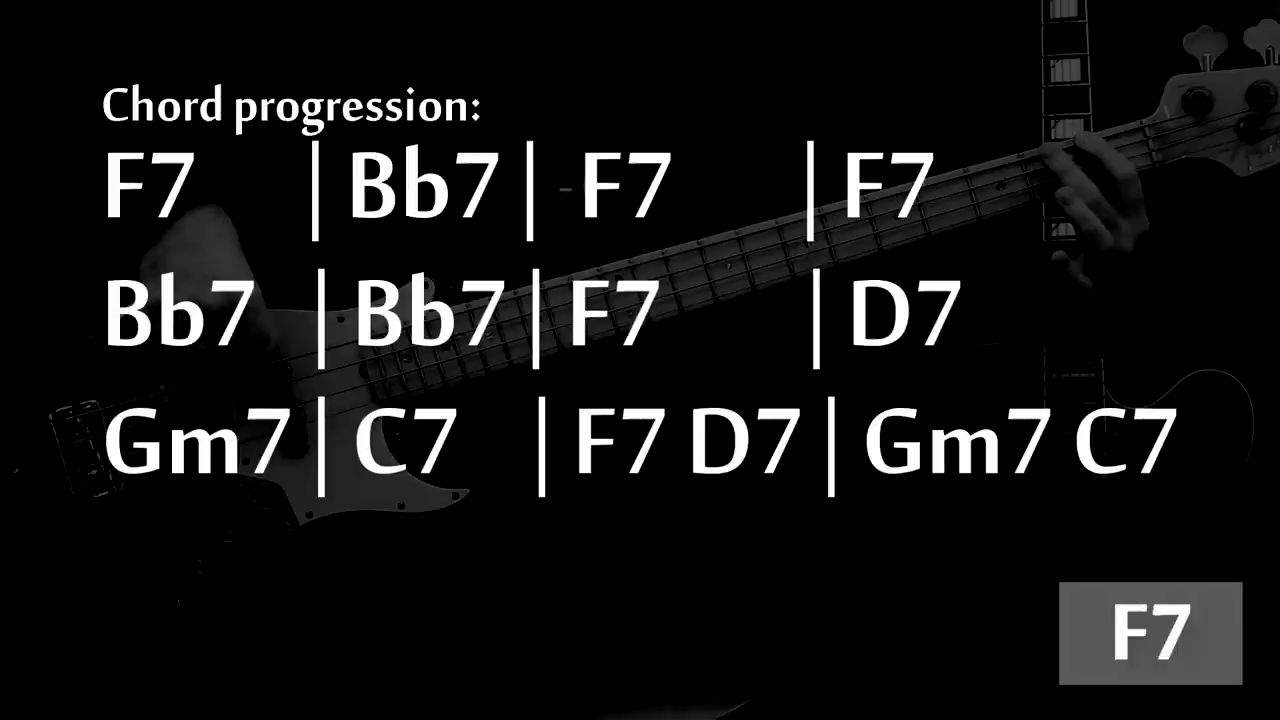 Chord progression:
F7 | Bb7 | F7 | F7
Bb7 | Bb7 | F7 | D7
Gm7 | C7 | F7 D7 | Gm7 C7
F7